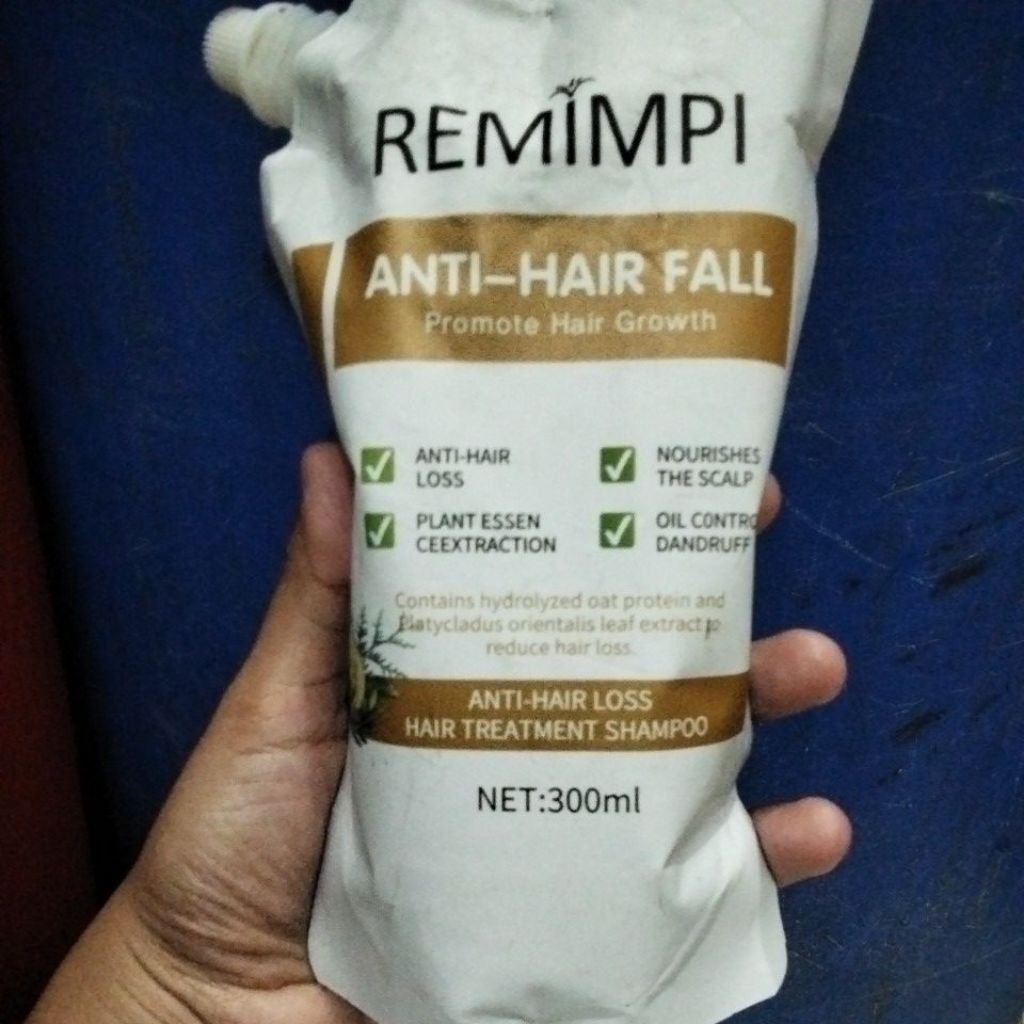 REMIMPI
ANTI-HAIR FALL
Promote Hair Growth
ANTI-HAIR
LOSS
NOURISHES
THE SCALP
PLANT ESSEN
CEEXTRACTION
OIL CONTRO
DANDRUFF
Contains hydrolyzed oat protein and
Platycladus orientalis leaf extract to
reduce hair loss.
ANTI-HAIR LOSS
HAIR TREATMENT SHAMPOO
NET:300ml